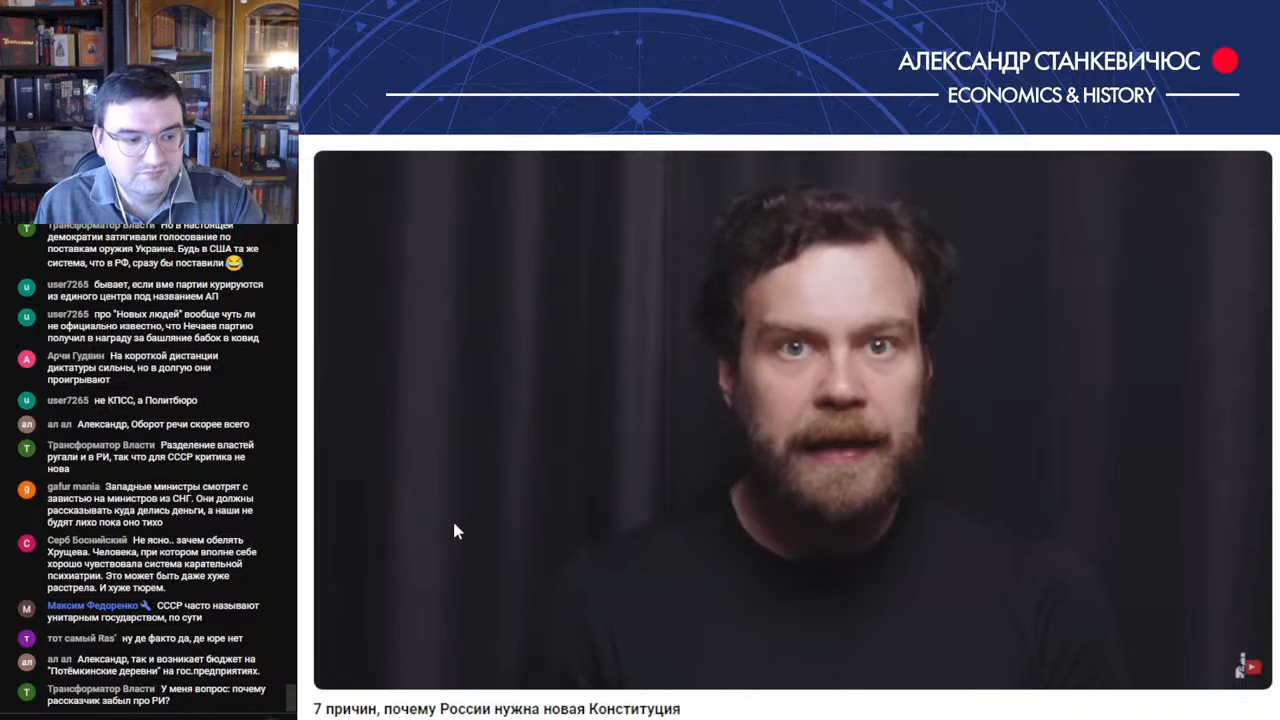 АЛЕКСАНДР СТАНКЕВИЧЮС
ECONOMICS & HISTORY
Трансформатор Власти Но в настоящей
демократии затягивали голосование по
поставкам оружия Украине. Будь в США та же
система, что в РФ, сразу бы поставили 😂
user7265 бывает, если вме партии курируются
из единого центра под названием АП
user7265 про "Новых людей" вообще чуть ли
не официально известно, что Нечаев партию
получил в награду за башляние бабок в ковид
Арчи Гудвин На короткой дистанции
диктатуры сильны, но в долгую они
проигрывают
user7265 не КПСС, а Политбюро
ал ал Александр, Оборот речи скорее всего
Трансформатор Власти Разделение властей
ругали и в РИ, так что для СССР критика не
нова
gafur mania Западные министры смотрят с
завистью на министров из СНГ. Они должны
рассказывать куда делись деньги, а наши не
будят лихо пока оно тихо
Серб Боснийский Не ясно.. зачем обелять
Хрущева. Человека, при котором вполне себе
хорошо чувствовала система карательной
психиатрии. Это может быть даже хуже
расстрела. И хуже тюрем.
Максим Федоренко СССР часто называют
унитарным государством, по сути
тот самый Ras' ну де факто да, де юре нет
ал ал Александр, так и возникает бюджет на
"Потёмкинские деревни" на гос.предприятиях.
Трансформатор Власти У меня вопрос: почему
рассказчик забыл про РИ?
7 причин, почему России нужна новая Конституция